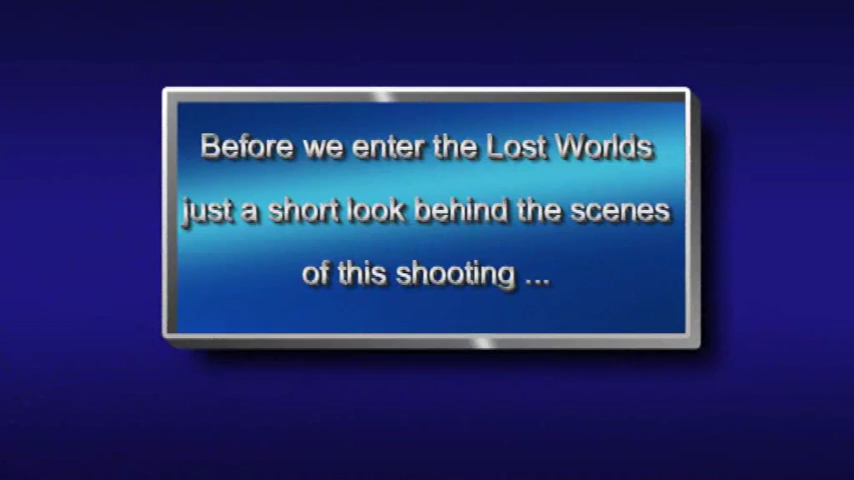 Before we enter the Lost Worlds
just a short look behind the scenes
of this shooting ...